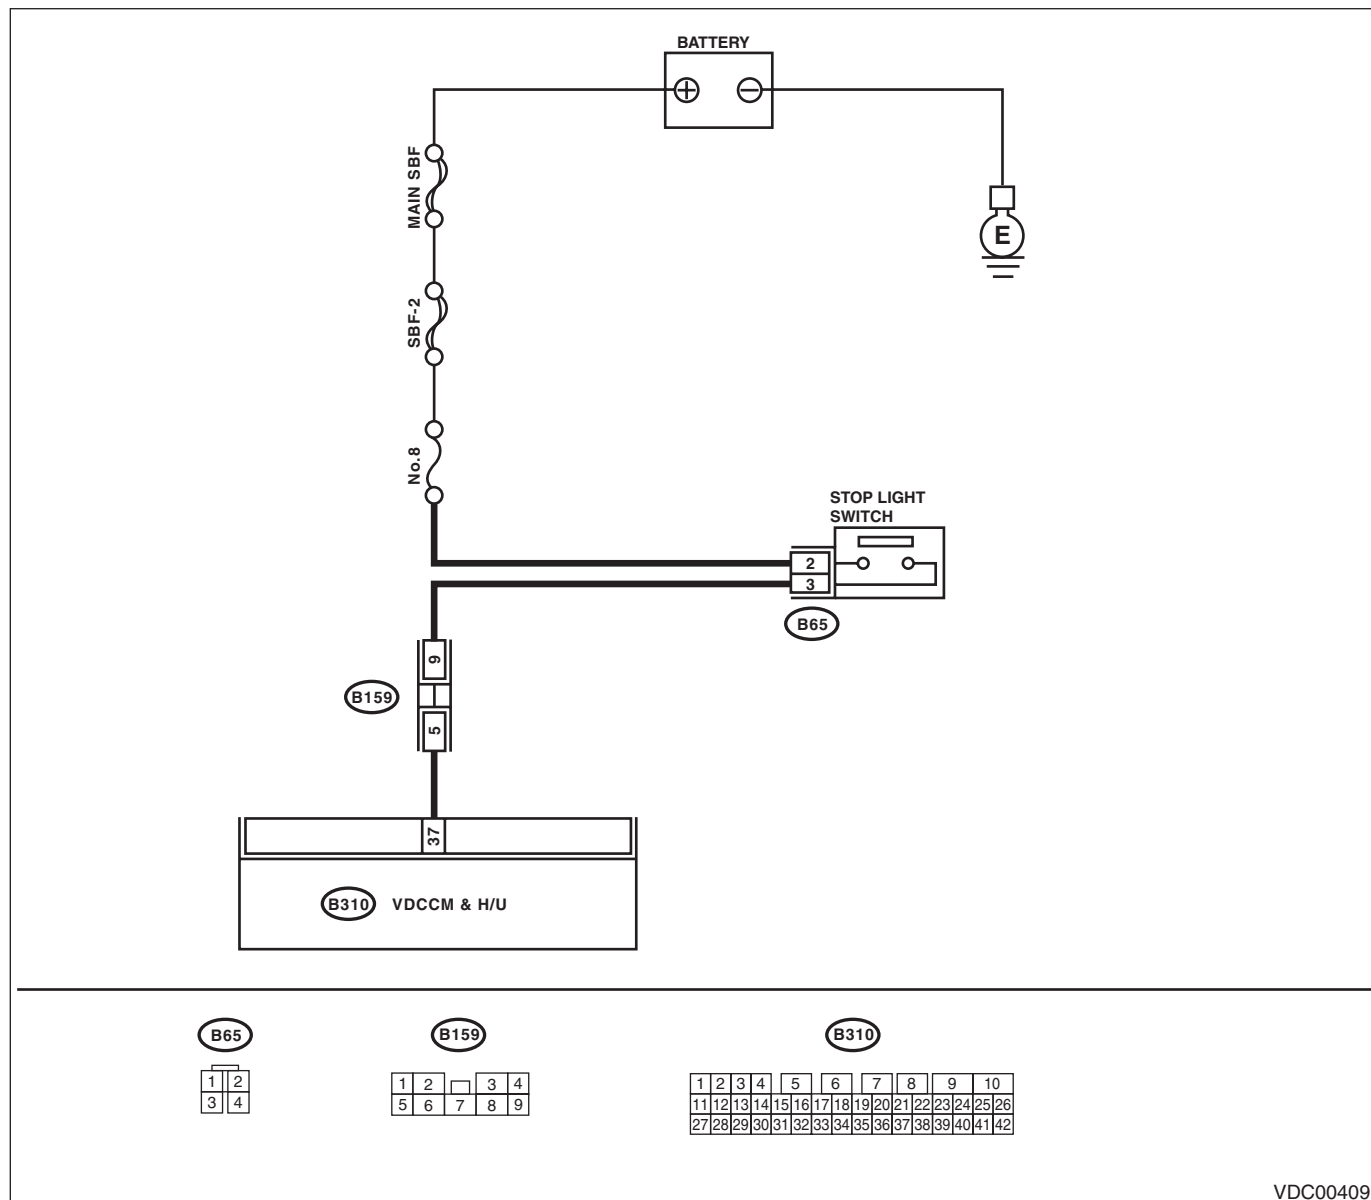 BATTERY
MAIN SBF
SBF-2
No.8
E
STOP LIGHT
SWITCH
2
3
B65
9
B159
5
37
B310 VDCCM & H/U
B65
1 2
3 4
B159
1 2 3 4
5 6 7 8 9
B310
1 2 3 4 5 6 7 8 9 10
11 12 13 14 15 16 17 18 19 20 21 22 23 24 25 26
27 28 29 30 31 32 33 34 35 36 37 38 39 40 41 42
VDC00409